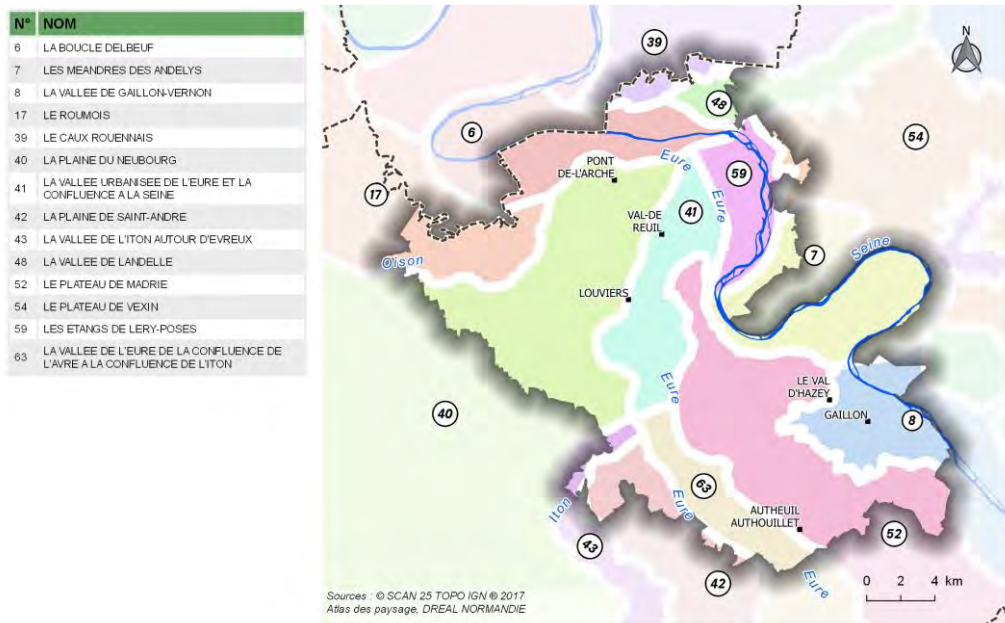 N° NOM
6 LA BOUCLE DELBEUF
7 LES MEANDRES DES ANDELYS
8 LA VALLEE DE GAILLON-VERNON
17 LE ROUMOIS
39 LE CAUX ROUENNAIS
40 LA PLAINE DU NEUBOURG
41 LA VALLEE URBANISEE DE L'EURE ET LA
CONFLUENCE A LA SEINE
42 LA PLAINE DE SAINT-ANDRE
43 LA VALLEE DE L'ITON AUTOUR D'EVREUX
48 LA VALLEE DE LANDELLE
52 LE PLATEAU DE MADRIE
54 LE PLATEAU DE VEXIN
59 LES ETANGS DE LERY-POSES
63 LA VALLEE DE L'EURE DE LA CONFLUENCE DE
L'AVRE A LA CONFLUENCE DE L'ITON
39
N
48
6
54
Eure
PONT
DE-L'ARCHE
59
17
Eure
41
VAL-DE
REUIL
7
Seine
Oison
LOUVIERS
Eure
LE VAL
D'HAZEY
GAILLON
8
40
63
Iton
Eure
AUTHEUIL
AUTHOUILLET
52
43
42
Eure
0 2 4 km
Sources : © SCAN 25 TOPO IGN ® 2017
Atlas des paysage, DREAL NORMANDIE